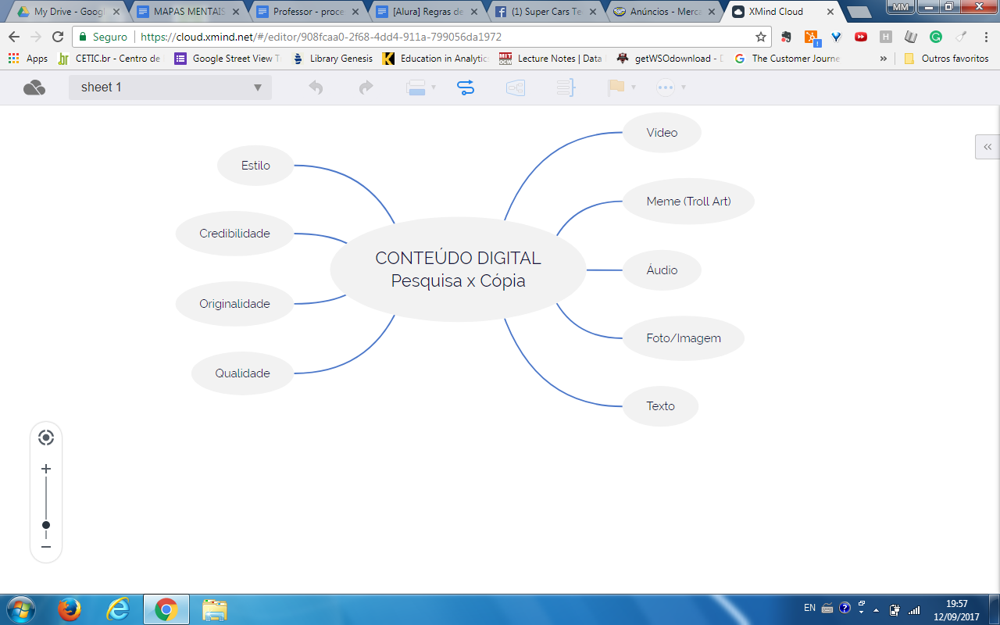 My Drive - Googl
MAPAS MENTAIS
Professor - proce
[Alura] Regras de
(1) Super Cars Te
Anúncios - Merca
XMind Cloud
MM
Seguro
https://cloud.xmind.net/#/editor/908fcaa0-2f68-4dd4-911a-799056da1972
Apps
CETIC.br - Centro de
Google Street View T
Library Genesis
Education in Analytic
Lecture Notes | Data
getWSOdownload - D
The Customer Journe
»
Outros favoritos
sheet 1
Estilo
Credibilidade
Originalidade
Qualidade
CONTEÚDO DIGITAL
Pesquisa x Cópia
Video
Meme (Troll Art)
Áudio
Foto/Imagem
Texto
EN
19:57
12/09/2017